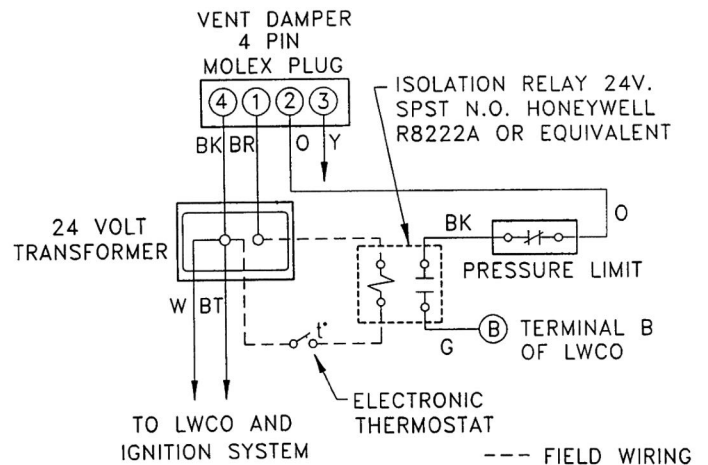 VENT DAMPER
4 PIN
MOLEX PLUG
4 1 2 3
BK BR O Y
ISOLATION RELAY 24V.
SPST N.O. HONEYWELL
R8222A OR EQUIVALENT
24 VOLT
TRANSFORMER
BK
O
PRESSURE LIMIT
W BT
t°
G
B
TERMINAL B
OF LWCO
ELECTRONIC
THERMOSTAT
TO LWCO AND
IGNITION SYSTEM
--- FIELD WIRING